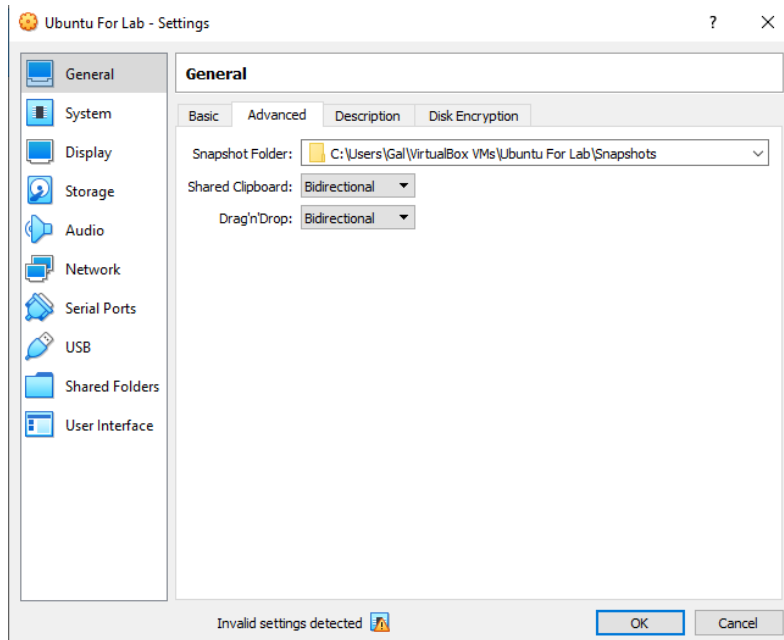 Ubuntu For Lab - Settings
?
General
System
Display
Storage
Audio
Network
Serial Ports
USB
Shared Folders
User Interface
General
Basic Advanced Description Disk Encryption
Snapshot Folder: C:\Users\Gal\VirtualBox VMs\Ubuntu For Lab\Snapshots
Shared Clipboard: Bidirectional
Drag'n'Drop: Bidirectional
Invalid settings detected
OK Cancel